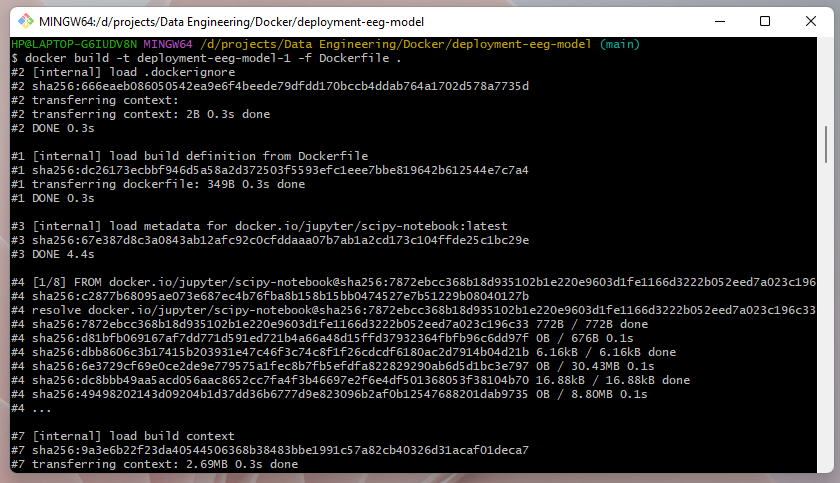 MINGW64:/d/projects/Data Engineering/Docker/deployment-eeg-model
HP@LAPTOP-G6IUDV8N MINGW64 /d/projects/Data Engineering/Docker/deployment-eeg-model (main)
$ docker build -t deployment-eeg-model-1 -f Dockerfile .
#2 [internal] load .dockerignore
#2 sha256:666eaeb086050542ea9e6f4beede79dfdd170bccb4ddab764a1702d578a7735d
#2 transferring context:
#2 transferring context: 2B 0.3s done
#2 DONE 0.3s
#1 [internal] load build definition from Dockerfile
#1 sha256:dc26173ecbbf946d5a58a2d372503f5593efc1eee7bbe819642b612544e7c7a4
#1 transferring dockerfile: 349B 0.3s done
#1 DONE 0.3s
#3 [internal] load metadata for docker.io/jupyter/scipy-notebook:latest
#3 sha256:67e387d8c3a0843ab12afc92c0cfddaaa07b7ab1a2cd173c104ffde25c1bc29e
#3 DONE 4.4s
#4 [1/8] FROM docker.io/jupyter/scipy-notebook@sha256:7872ebcc368b18d935102b1e220e9603d1fe1166d3222b052eed7a023c196
#4 sha256:c2877b68095ae073e687ec4b76fba8b158b15bb0474527e7b51229b08040127b
#4 resolve docker.io/jupyter/scipy-notebook@sha256:7872ebcc368b18d935102b1e220e9603d1fe1166d3222b052eed7a023c196c33
#4 sha256:7872ebcc368b18d935102b1e220e9603d1fe1166d3222b052eed7a023c196c33 772B / 772B done
#4 sha256:d81bfb069167af7dd771d591ed721b4a66a48d15ffd37932364fbfb96c6dd97f 0B / 676B 0.1s
#4 sha256:dbb8606c3b17415b203931e47c46f3c74c8f1f26cdcdf6180ac2d7914b04d21b 6.16kB / 6.16kB done
#4 sha256:6e3729cf69e0ce2de9e779575a1fec8b7fb5efdfa822829290ab6d5d1bc3e797 0B / 30.43MB 0.1s
#4 sha256:dc8bbb49aa5acd056aac8652cc7fa4f3b46697e2f6e4df501368053f38104b70 16.88kB / 16.88kB done
#4 sha256:49498202143d09204b1d37dd36b6777d9e823096b2af0b12547688201dab9735 0B / 8.80MB 0.1s
#4 ...
#7 [internal] load build context
#7 sha256:9a3e6b22f23da40544506368b38483bbe1991c57a82cb40326d31acaf01deca7
#7 transferring context: 2.69MB 0.3s done